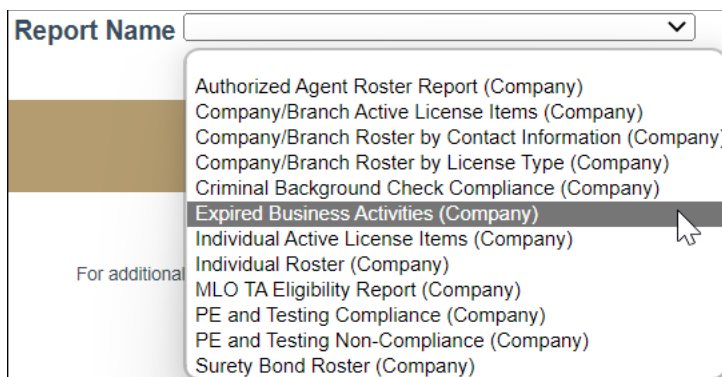 Report Name
Authorized Agent Roster Report (Company)
Company/Branch Active License Items (Company)
Company/Branch Roster by Contact Information (Company)
Company/Branch Roster by License Type (Company)
Criminal Background Check Compliance (Company)
Expired Business Activities (Company)
Individual Active License Items (Company)
For additional
Individual Roster (Company)
MLO TA Eligibility Report (Company)
PE and Testing Compliance (Company)
PE and Testing Non-Compliance (Company)
Surety Bond Roster (Company)